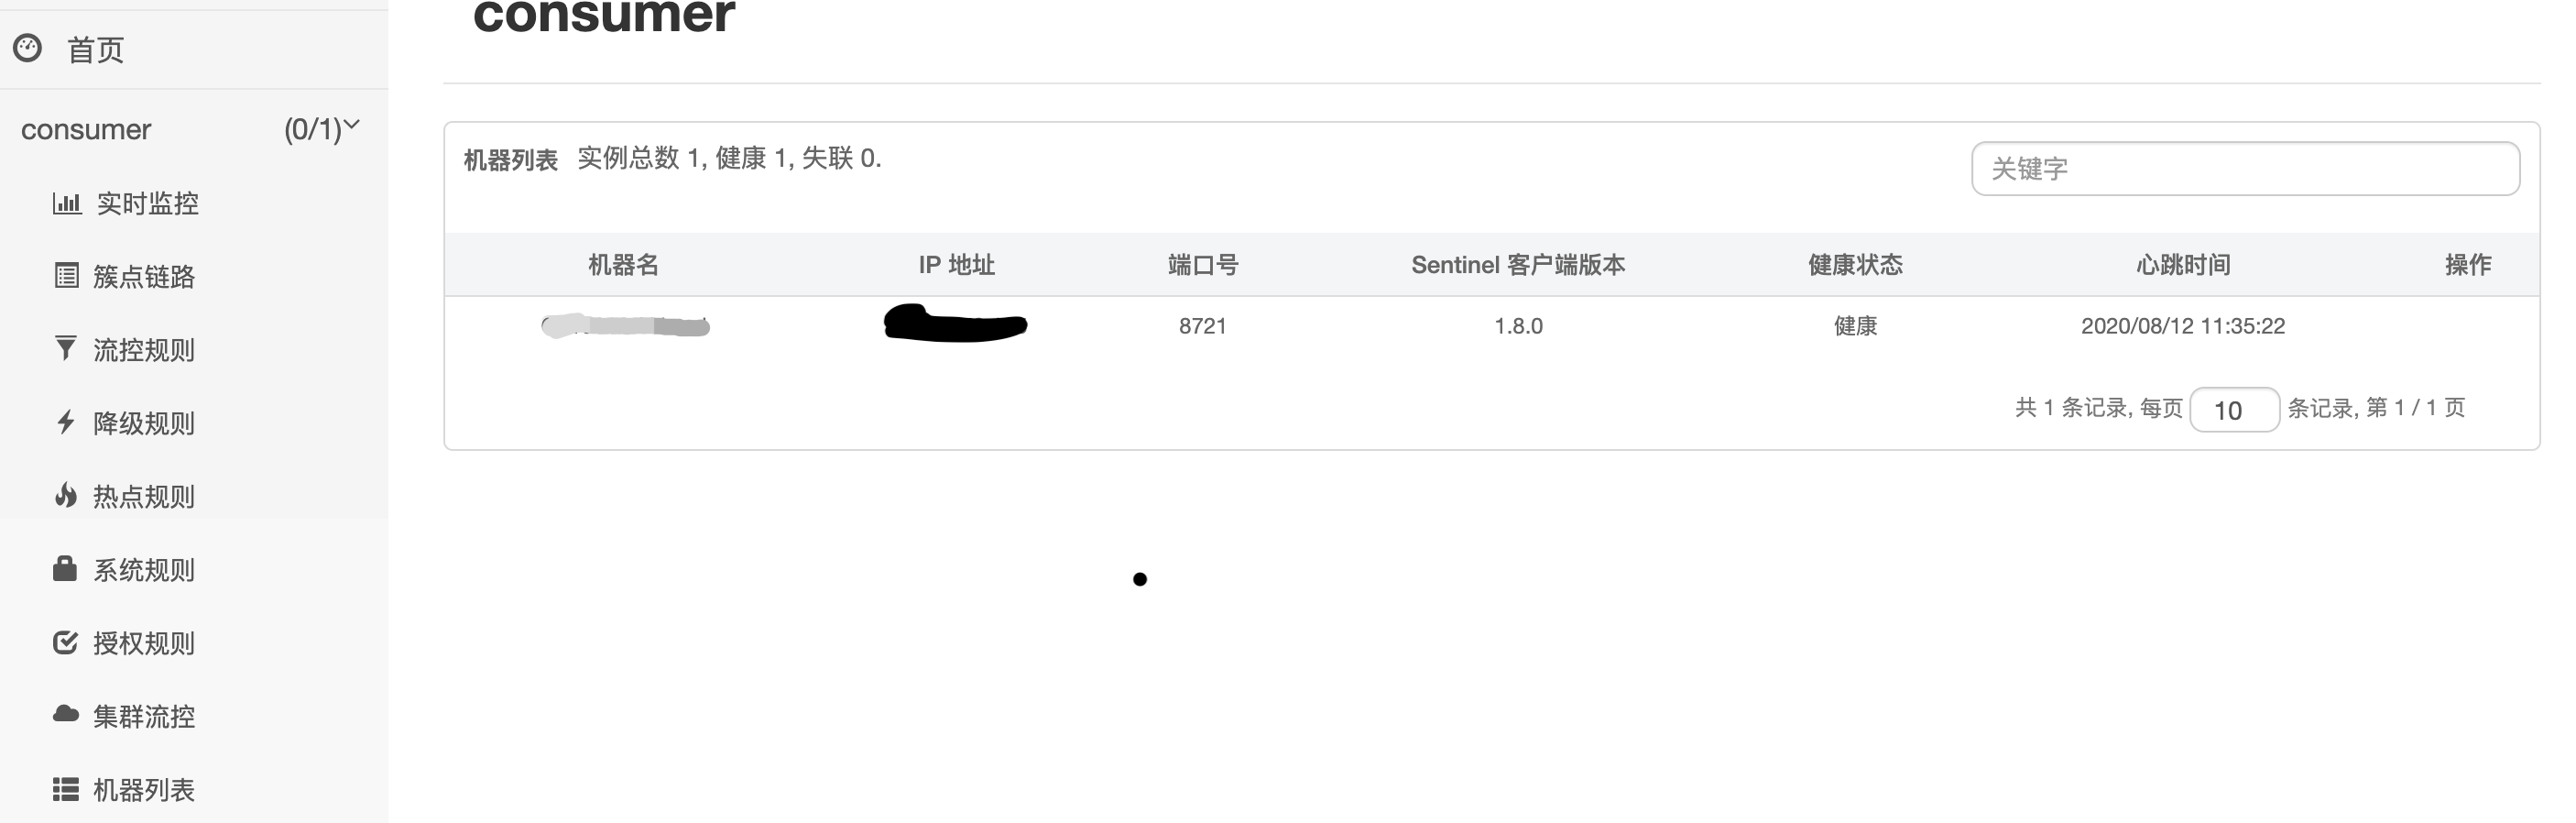 首页
consumer (0/1)
实时监控
簇点链路
流控规则
降级规则
热点规则
系统规则
授权规则
集群流控
机器列表
consumer
机器列表 实例总数 1, 健康 1, 失联 0.
关键字
机器名 IP 地址 端口号 Sentinel 客户端版本 健康状态 心跳时间 操作
8721 1.8.0 健康 2020/08/12 11:35:22
共 1 条记录, 每页 10 条记录, 第 1 / 1 页